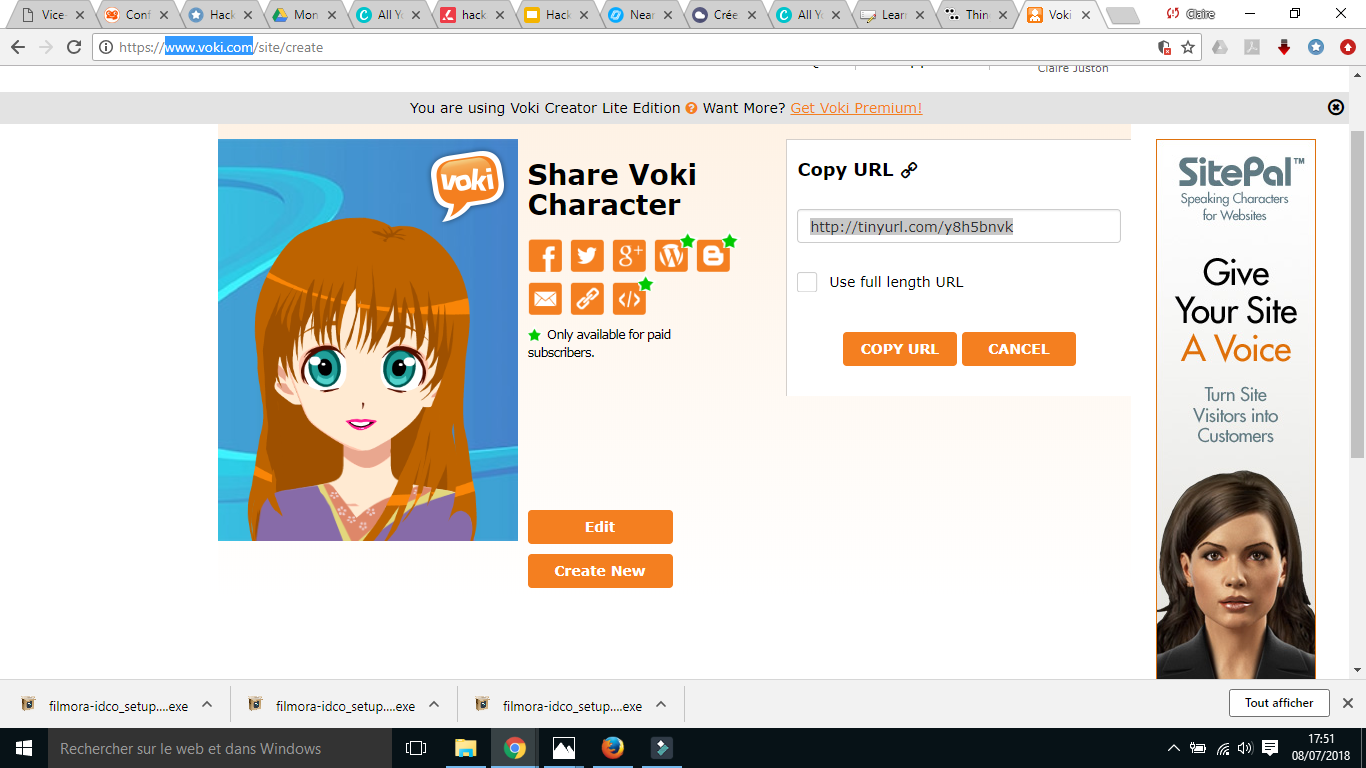 Vice-
Conf
Hack
Mon
All Yo
hack
Hack
Near
Crée
All Yo
Learn
Thin
Voki
Claire
https://www.voki.com/site/create
Claire Juston
You are using Voki Creator Lite Edition ? Want More? Get Voki Premium!
voki
Share Voki
Character
Only available for paid
subscribers.
Edit
Create New
Copy URL
http://tinyurl.com/y8h5bnvk
Use full length URL
COPY URL
CANCEL
SitePal™
Speaking Characters
for Websites
Give
Your Site
A Voice
Turn Site
Visitors into
Customers
filmora-idco_setup....exe
filmora-idco_setup....exe
filmora-idco_setup....exe
Tout afficher
Rechercher sur le web et dans Windows
17:51
08/07/2018